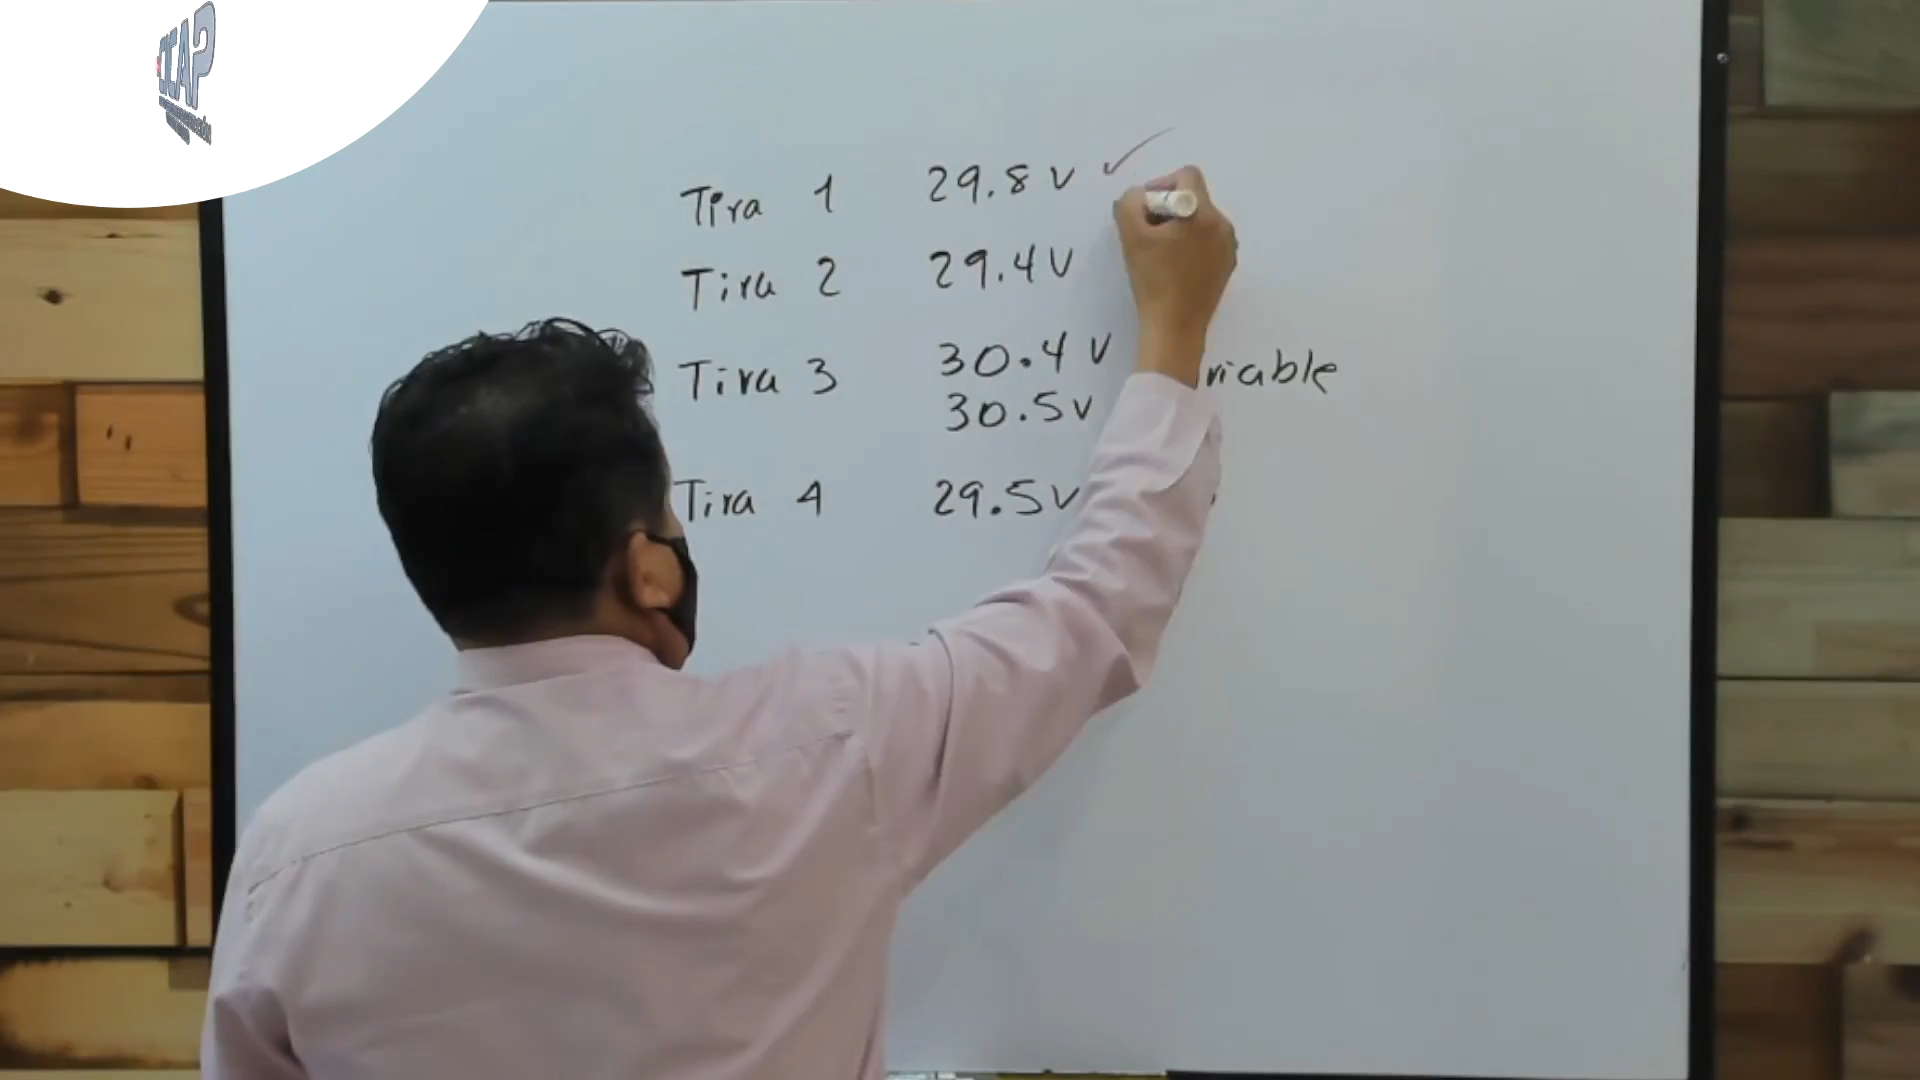 Tira 1 29.8 V
Tira 2 29.4 V
Tira 3 30.4 V
30.5 V
Tira 4 29.5 V